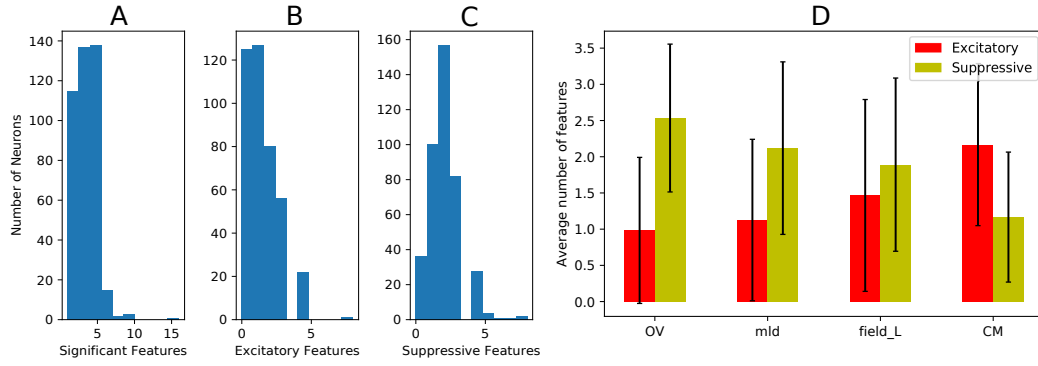 A
B
C
D
Number of Neurons
140
120
100
80
60
40
20
0
5
10
15
Significant Features
120
100
80
60
40
20
0
0
5
Excitatory Features
160
140
120
100
80
60
40
20
0
0
5
Suppressive Features
Average number of features
3.5
3.0
2.5
2.0
1.5
1.0
0.5
0.0
Excitatory
Suppressive
OV
mld
field_L
CM